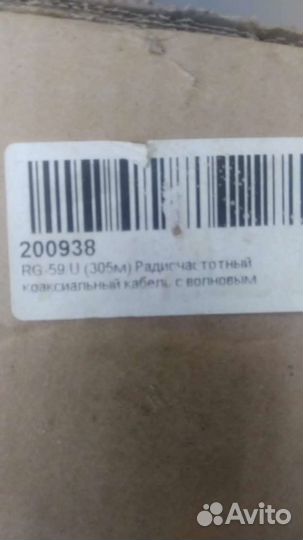 200938
RG-59 U (305м) Радиочастотный
коаксиальный кабель с волновым
Avito